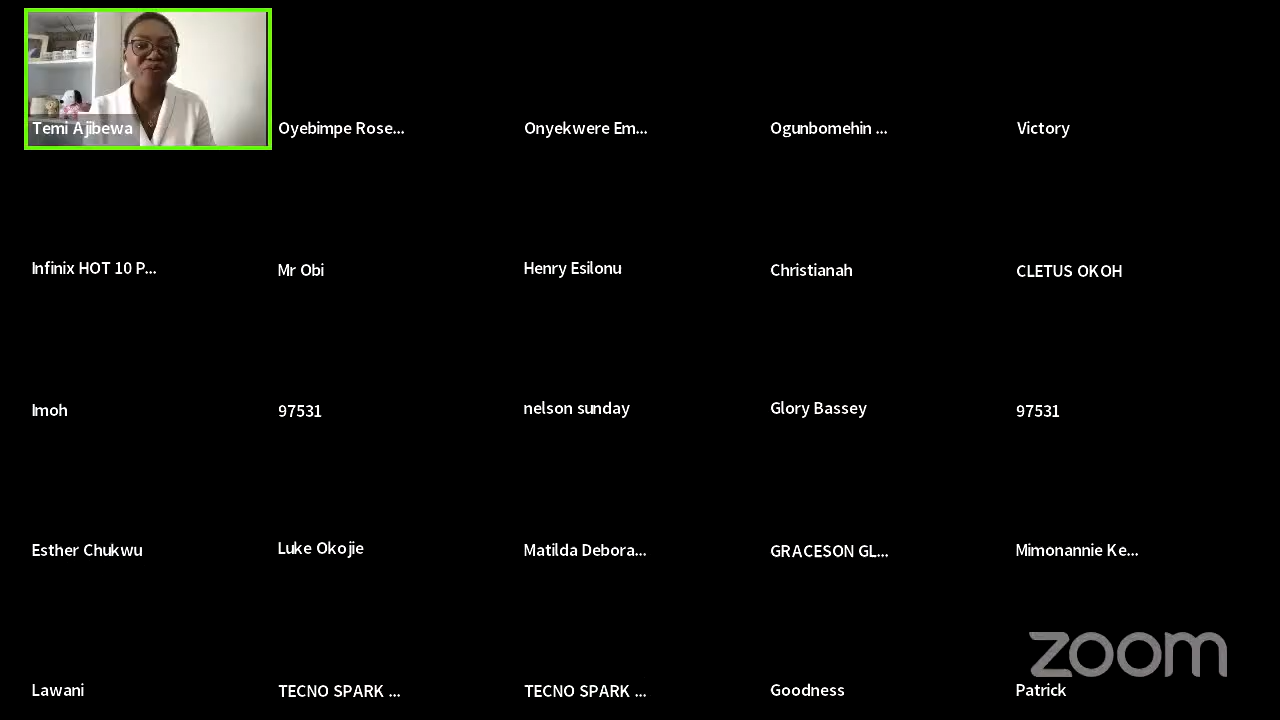 Temi Ajibewa
Oyebimpe Rose...
Onyekwere Em...
Ogunbomehin ...
Victory
Infinix HOT 10 P...
Mr Obi
Henry Esilonu
Christianah
CLETUS OKOH
Imoh
97531
nelson sunday
Glory Bassey
97531
Esther Chukwu
Luke Okojie
Matilda Debora...
GRACESON GL...
Mimonannie Ke...
zoom
Lawani
TECNO SPARK ...
TECNO SPARK ...
Goodness
Patrick